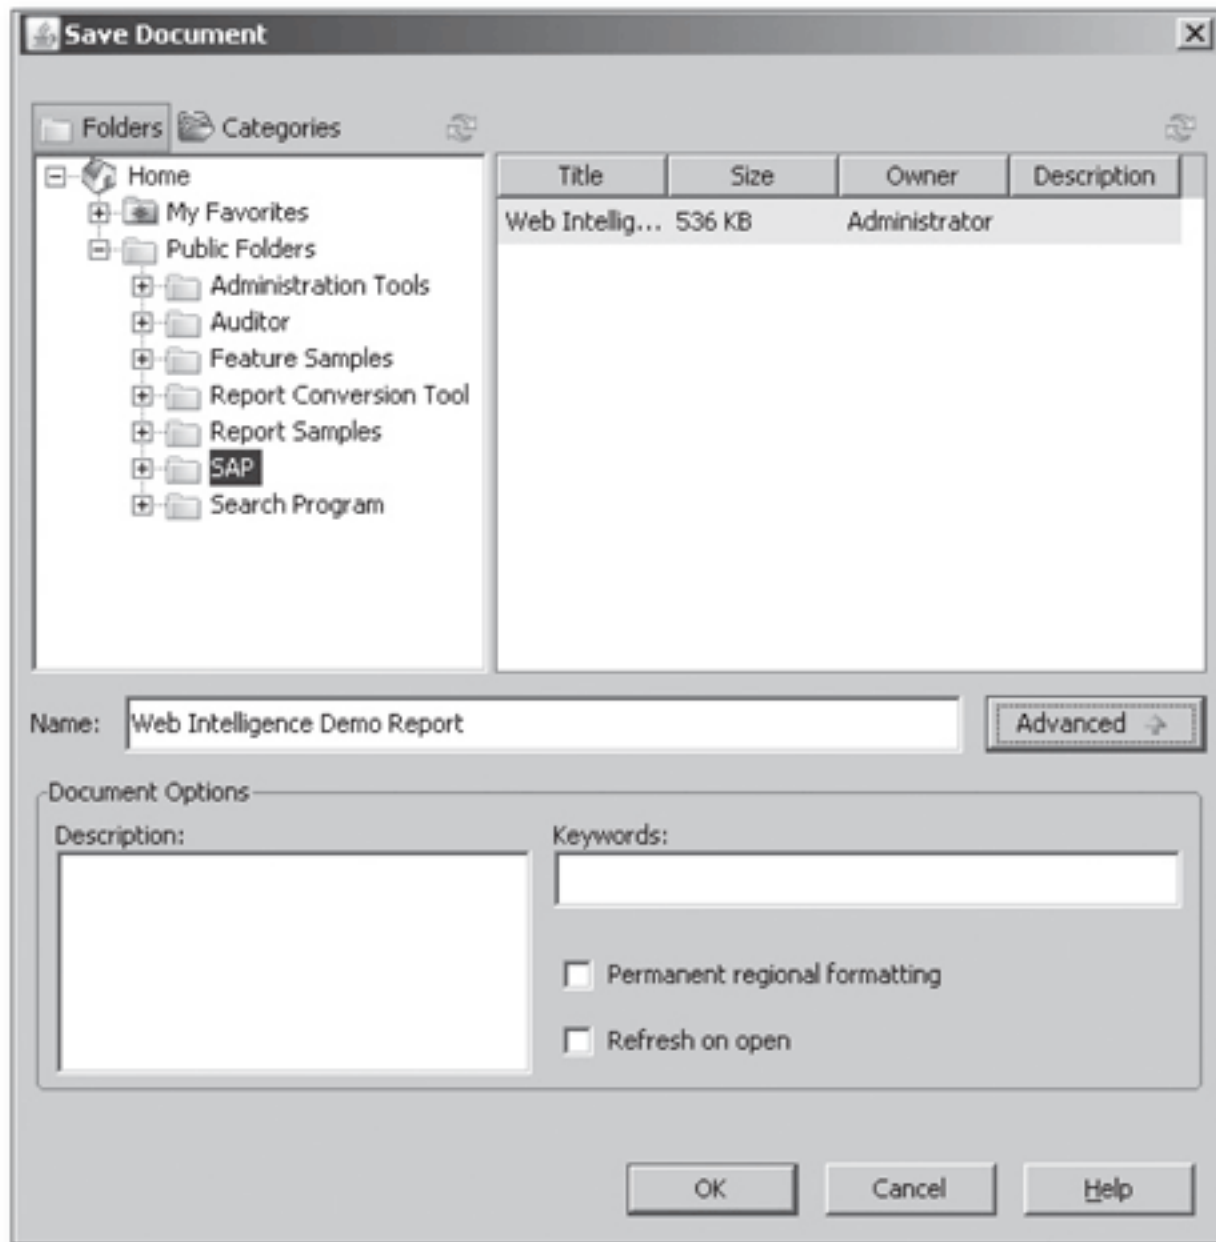 Save Document
Folders Categories
Home
My Favorites
Public Folders
Administration Tools
Auditor
Feature Samples
Report Conversion Tool
Report Samples
SAP
Search Program
Title Size Owner Description
Web Intellig... 536 KB Administrator
Name: Web Intelligence Demo Report Advanced
Document Options
Description: Keywords:
Permanent regional formatting
Refresh on open
OK Cancel Help